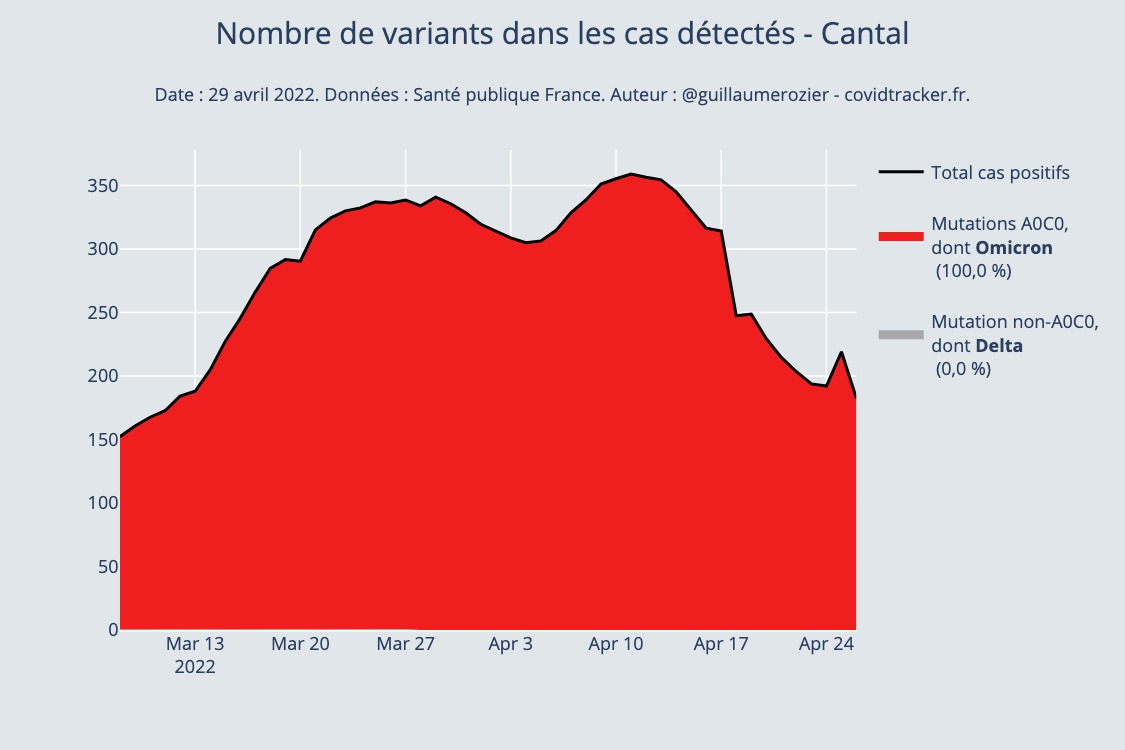 Nombre de variants dans les cas détectés - Cantal
Date : 29 avril 2022. Données : Santé publique France. Auteur : @guillaumerozier - covidtracker.fr.
350
300
250
200
150
100
50
0
Mar 13
2022
Mar 20
Mar 27
Apr 3
Apr 10
Apr 17
Apr 24
Total cas positifs
Mutations A0C0,
dont Omicron
(100,0 %)
Mutation non-A0C0,
dont Delta
(0,0 %)